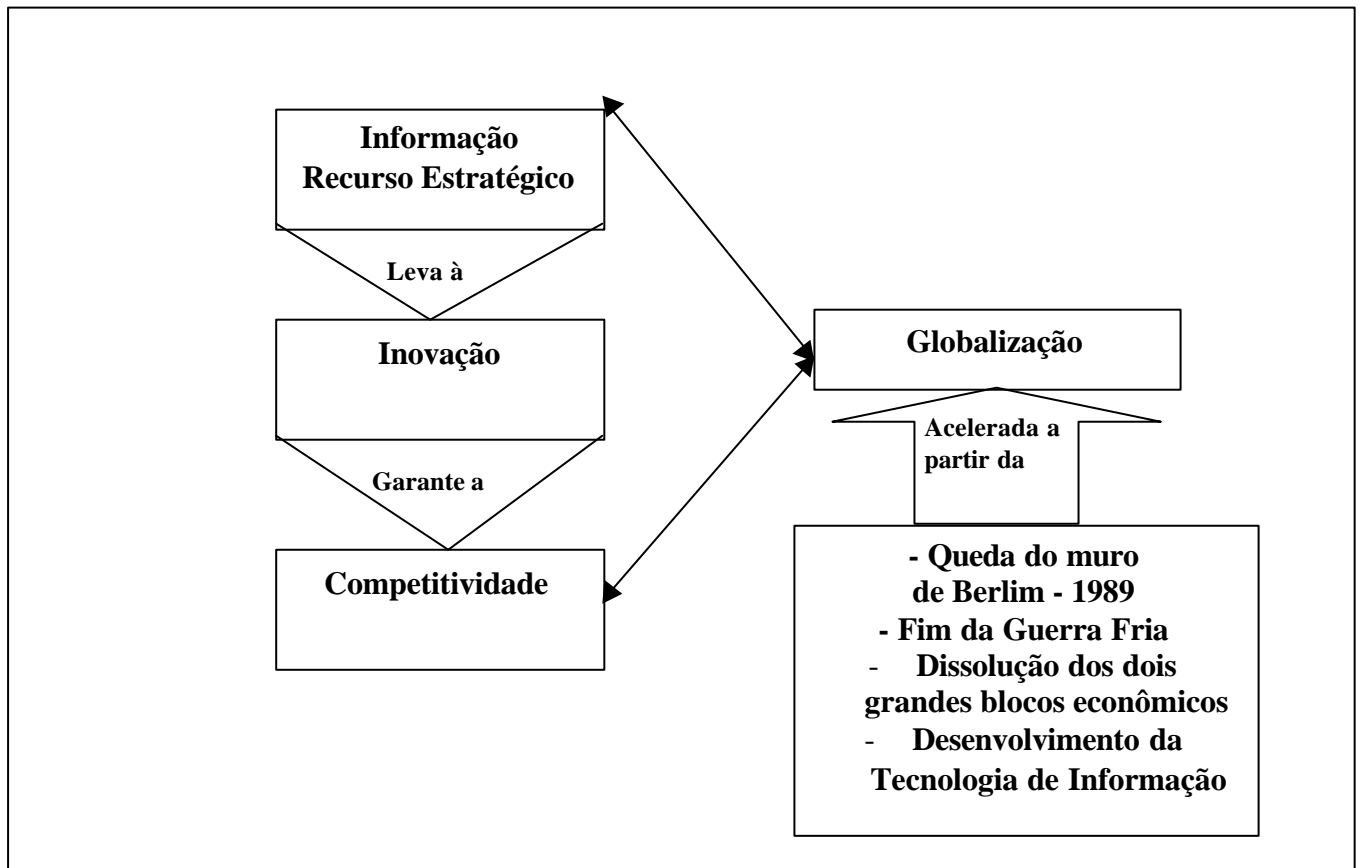 Informação
Recurso Estratégico
Leva à
Inovação
Garante a
Competitividade
Globalização
Acelerada a
partir da
- Queda do muro
de Berlim - 1989
- Fim da Guerra Fria
- Dissolução dos dois
grandes blocos econômicos
- Desenvolvimento da
Tecnologia de Informação